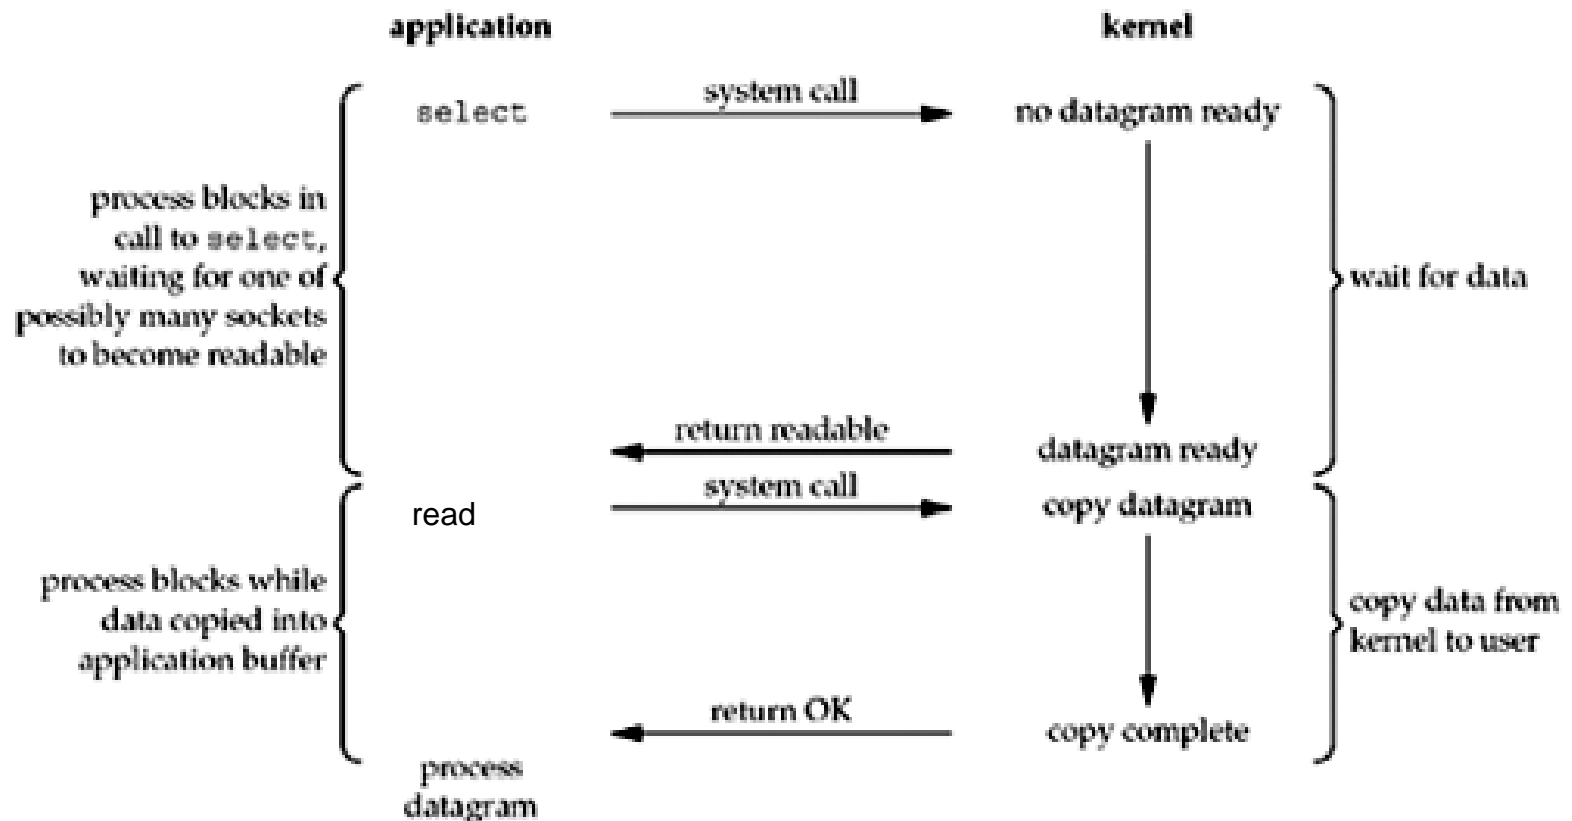 application
kernel
select
system call
no datagram ready
process blocks in
call to select,
waiting for one of
possibly many sockets
to become readable
wait for data
return readable
datagram ready
read
system call
copy datagram
process blocks while
data copied into
application buffer
copy data from
kernel to user
return OK
copy complete
process
datagram